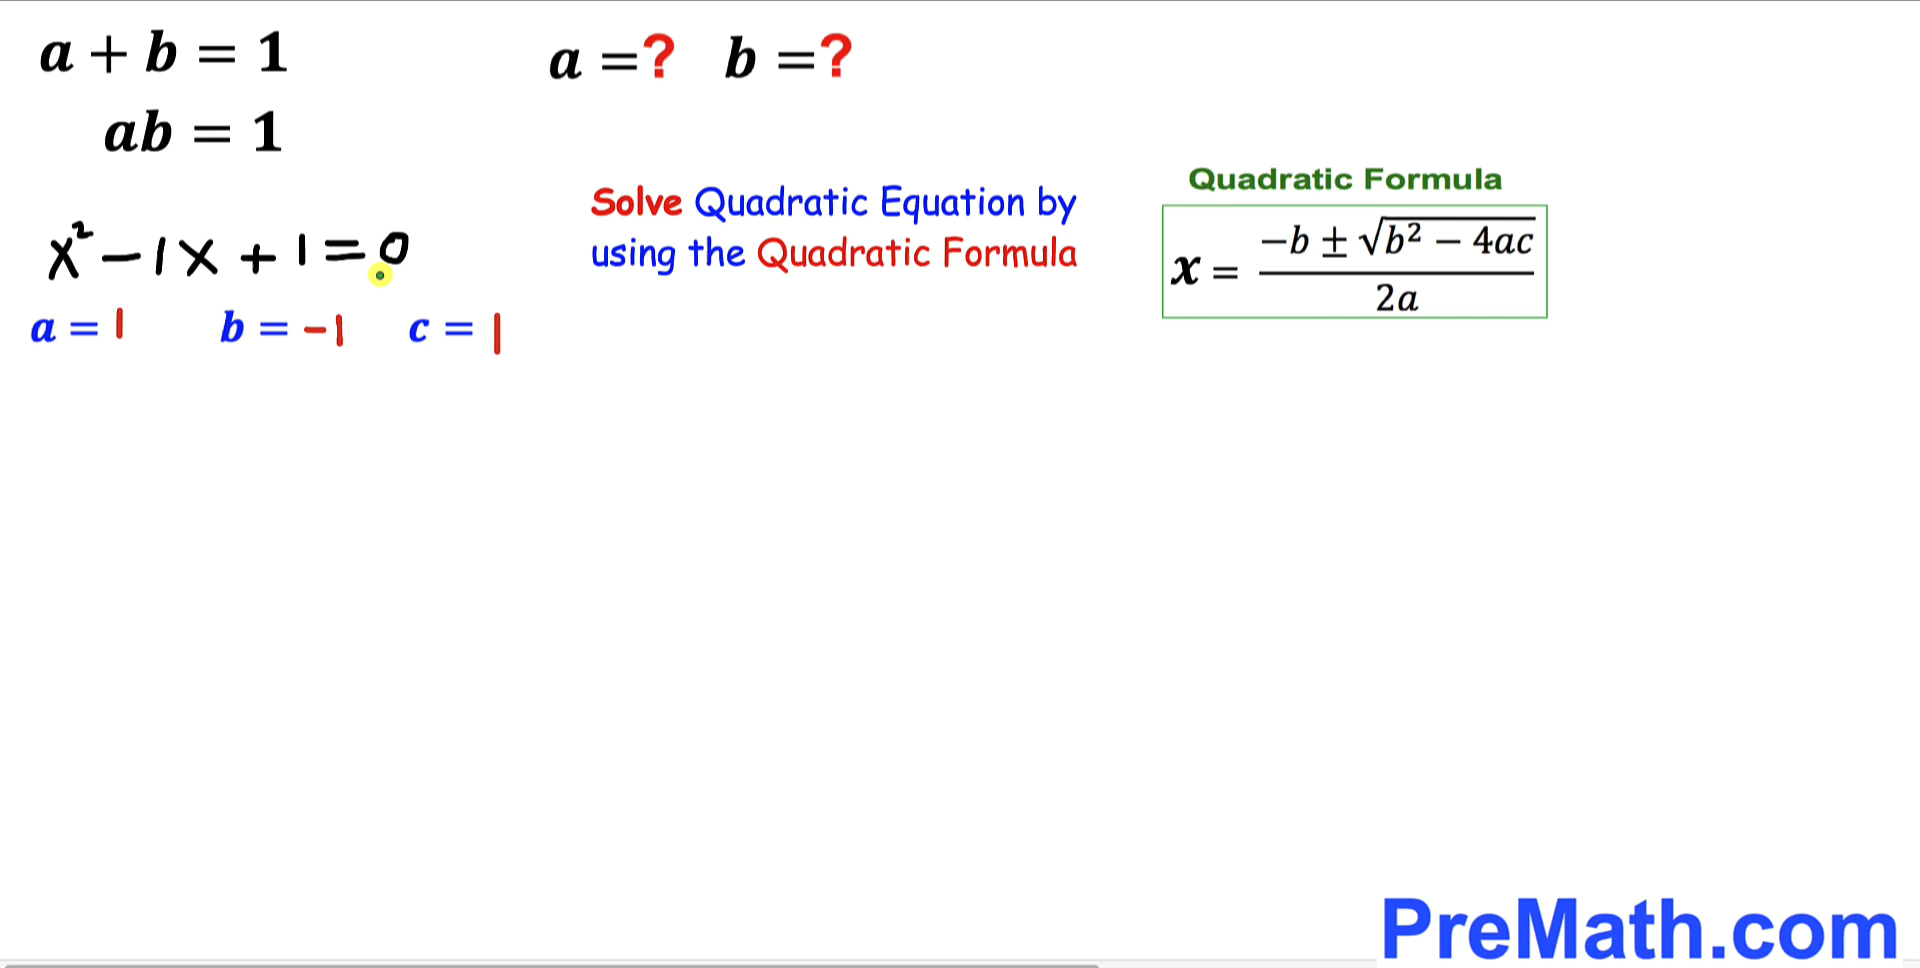 a + b = 1
a =? b =?
ab = 1
Solve Quadratic Equation by
using the Quadratic Formula
Quadratic Formula
x = −b ± √b² − 4ac / 2a
x² − 1x + 1 = 0
a = 1 b = −1 c = 1
PreMath.com